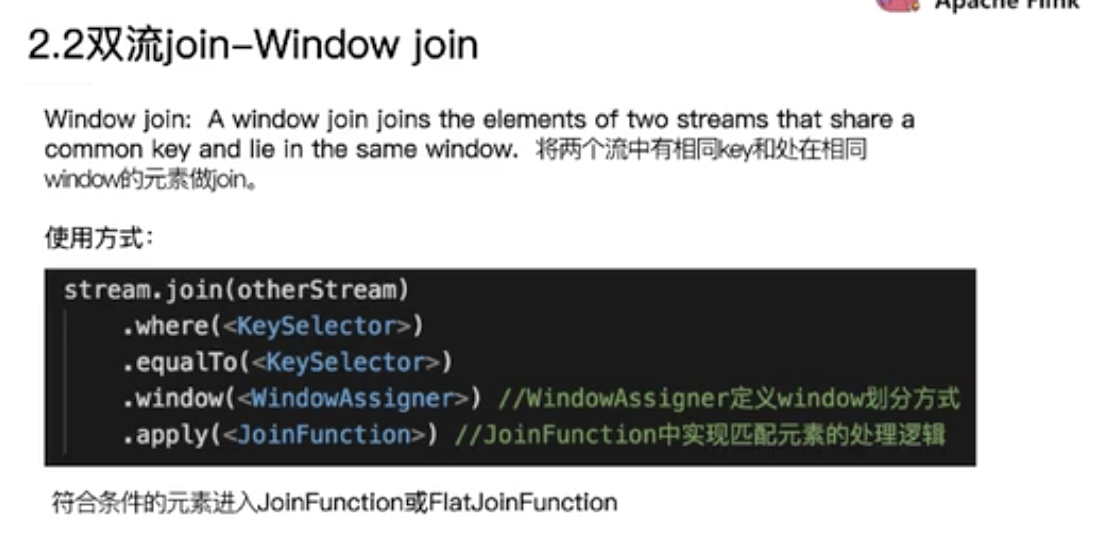 Apache Flink
2.2双流join–Window join
Window join:  A window join joins the elements of two streams that share a
common key and lie in the same window.  将两个流中有相同key和处在相同
window的元素做join。
使用方式：
stream.join(otherStream)
    .where(<KeySelector>)
    .equalTo(<KeySelector>)
    .window(<WindowAssigner>) //WindowAssigner定义window划分方式
    .apply(<JoinFunction>) //JoinFunction中实现匹配元素的处理逻辑
符合条件的元素进入JoinFunction或FlatJoinFunction